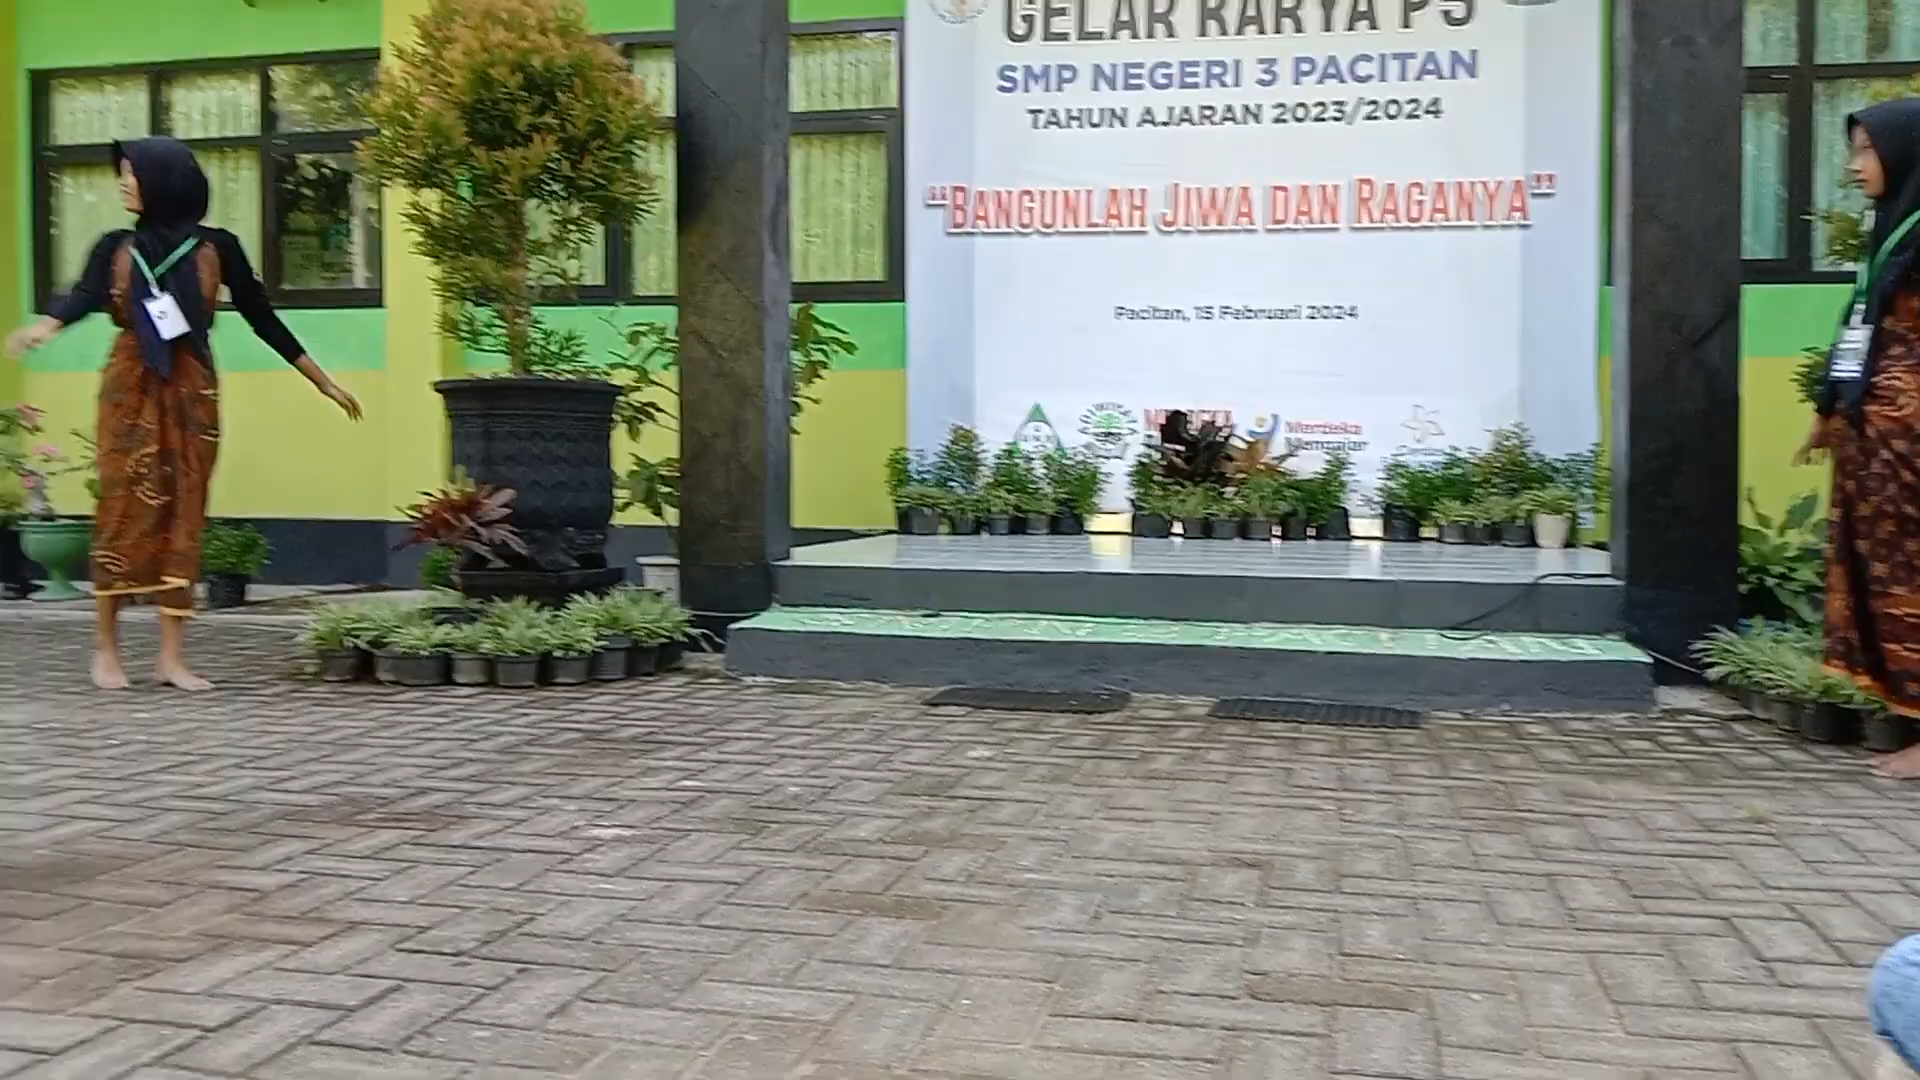 GELAR KARYA P5
SMP NEGERI 3 PACITAN
TAHUN AJARAN 2023/2024
"BANGUNLAH JIWA DAN RAGANYA"
Pacitan, 15 Februari 2024
Merdeka
Mengajar